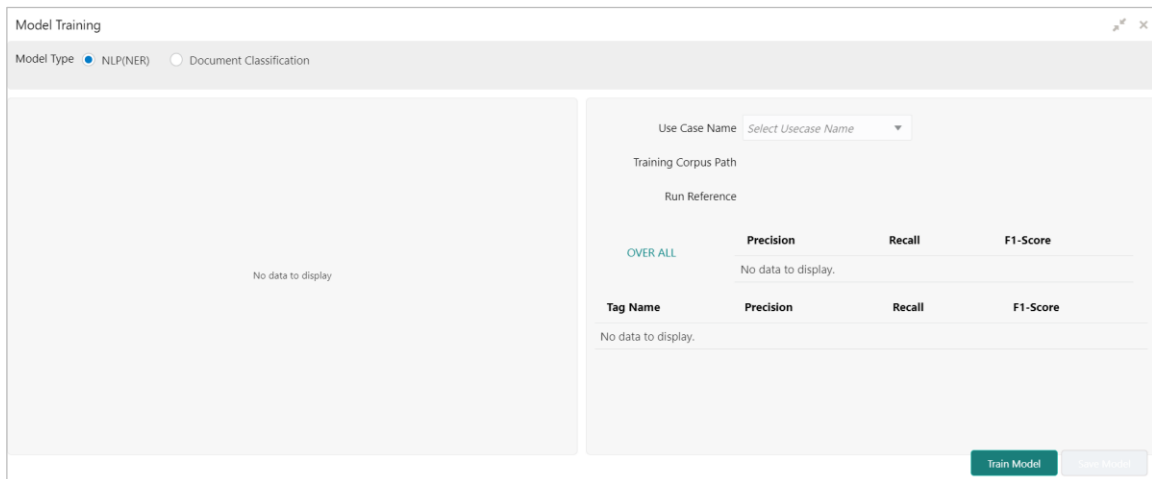 Model Training
Model Type NLP(NER) Document Classification
No data to display
Use Case Name Select Usecase Name
Training Corpus Path
Run Reference
OVER ALL
Precision Recall F1-Score
No data to display.
Tag Name Precision Recall F1-Score
No data to display.
Train Model Save Model